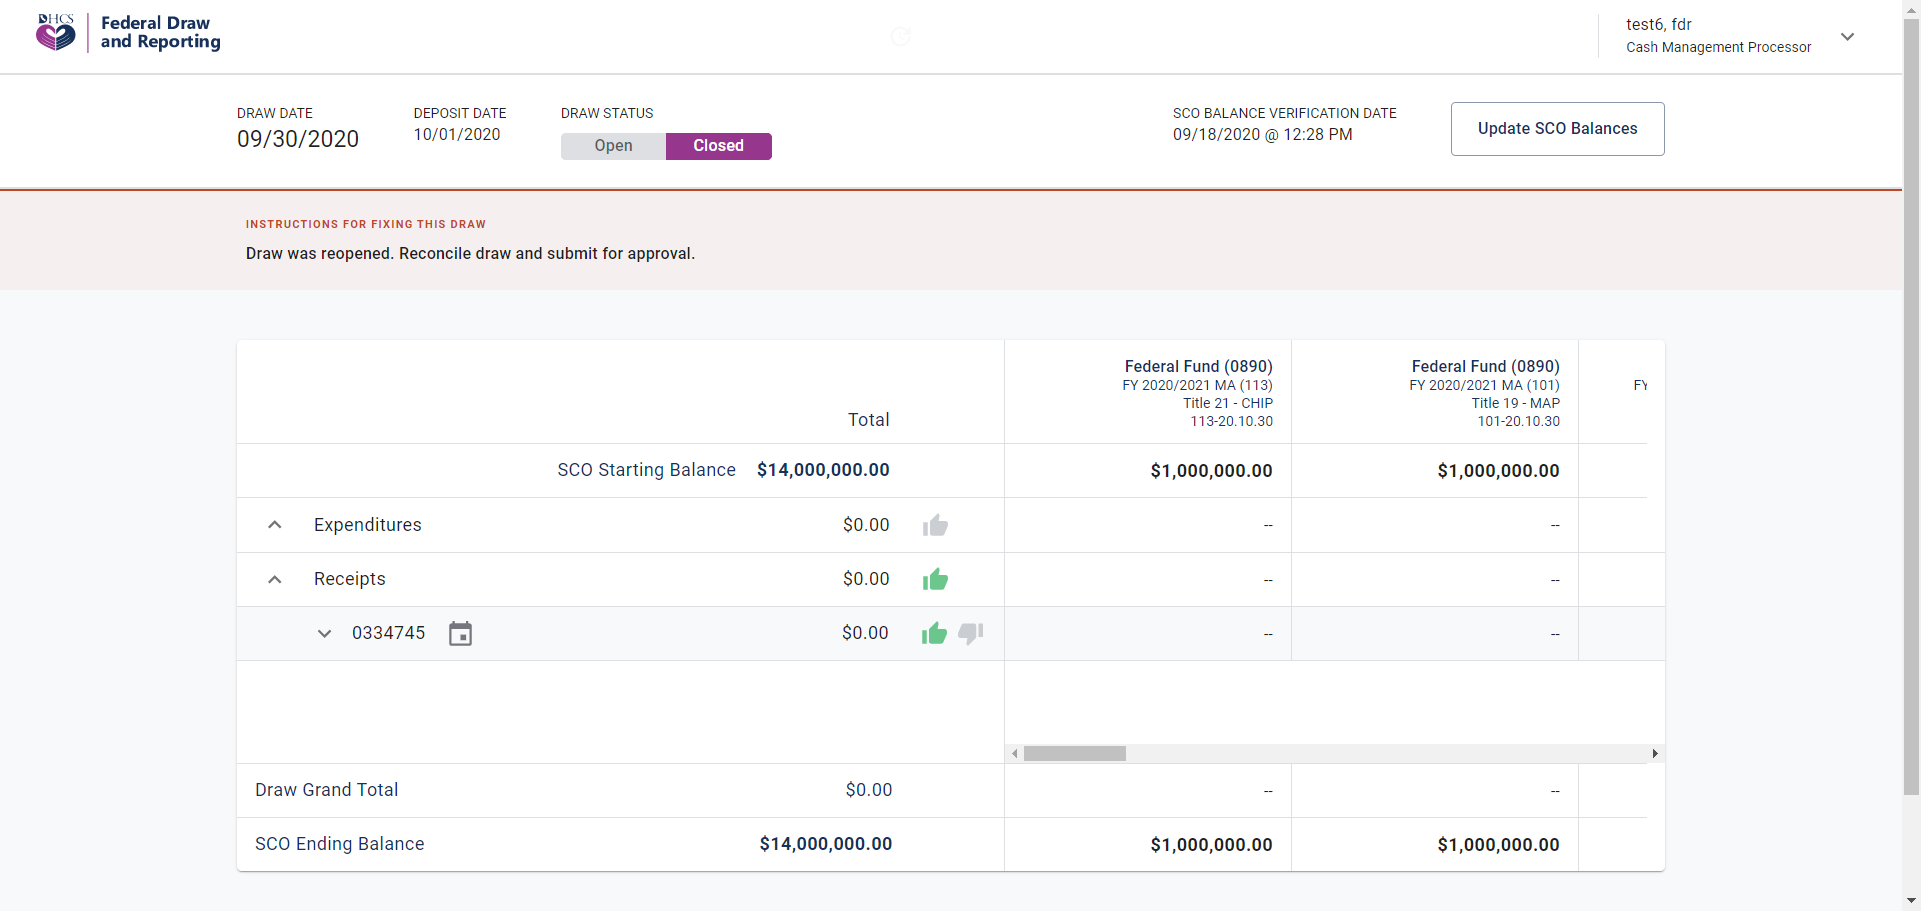 DHCS
Federal Draw
and Reporting
test6, fdr
Cash Management Processor
DRAW DATE
09/30/2020
DEPOSIT DATE
10/01/2020
DRAW STATUS
Open
Closed
SCO BALANCE VERIFICATION DATE
09/18/2020 @ 12:28 PM
Update SCO Balances
INSTRUCTIONS FOR FIXING THIS DRAW
Draw was reopened. Reconcile draw and submit for approval.
Total
Federal Fund (0890)
FY 2020/2021 MA (113)
Title 21 - CHIP
113-20.10.30
Federal Fund (0890)
FY 2020/2021 MA (101)
Title 19 - MAP
101-20.10.30
FY
SCO Starting Balance $14,000,000.00 $1,000,000.00 $1,000,000.00
Expenditures $0.00 -- --
Receipts $0.00 -- --
0334745 $0.00 -- --
Draw Grand Total $0.00 -- --
SCO Ending Balance $14,000,000.00 $1,000,000.00 $1,000,000.00